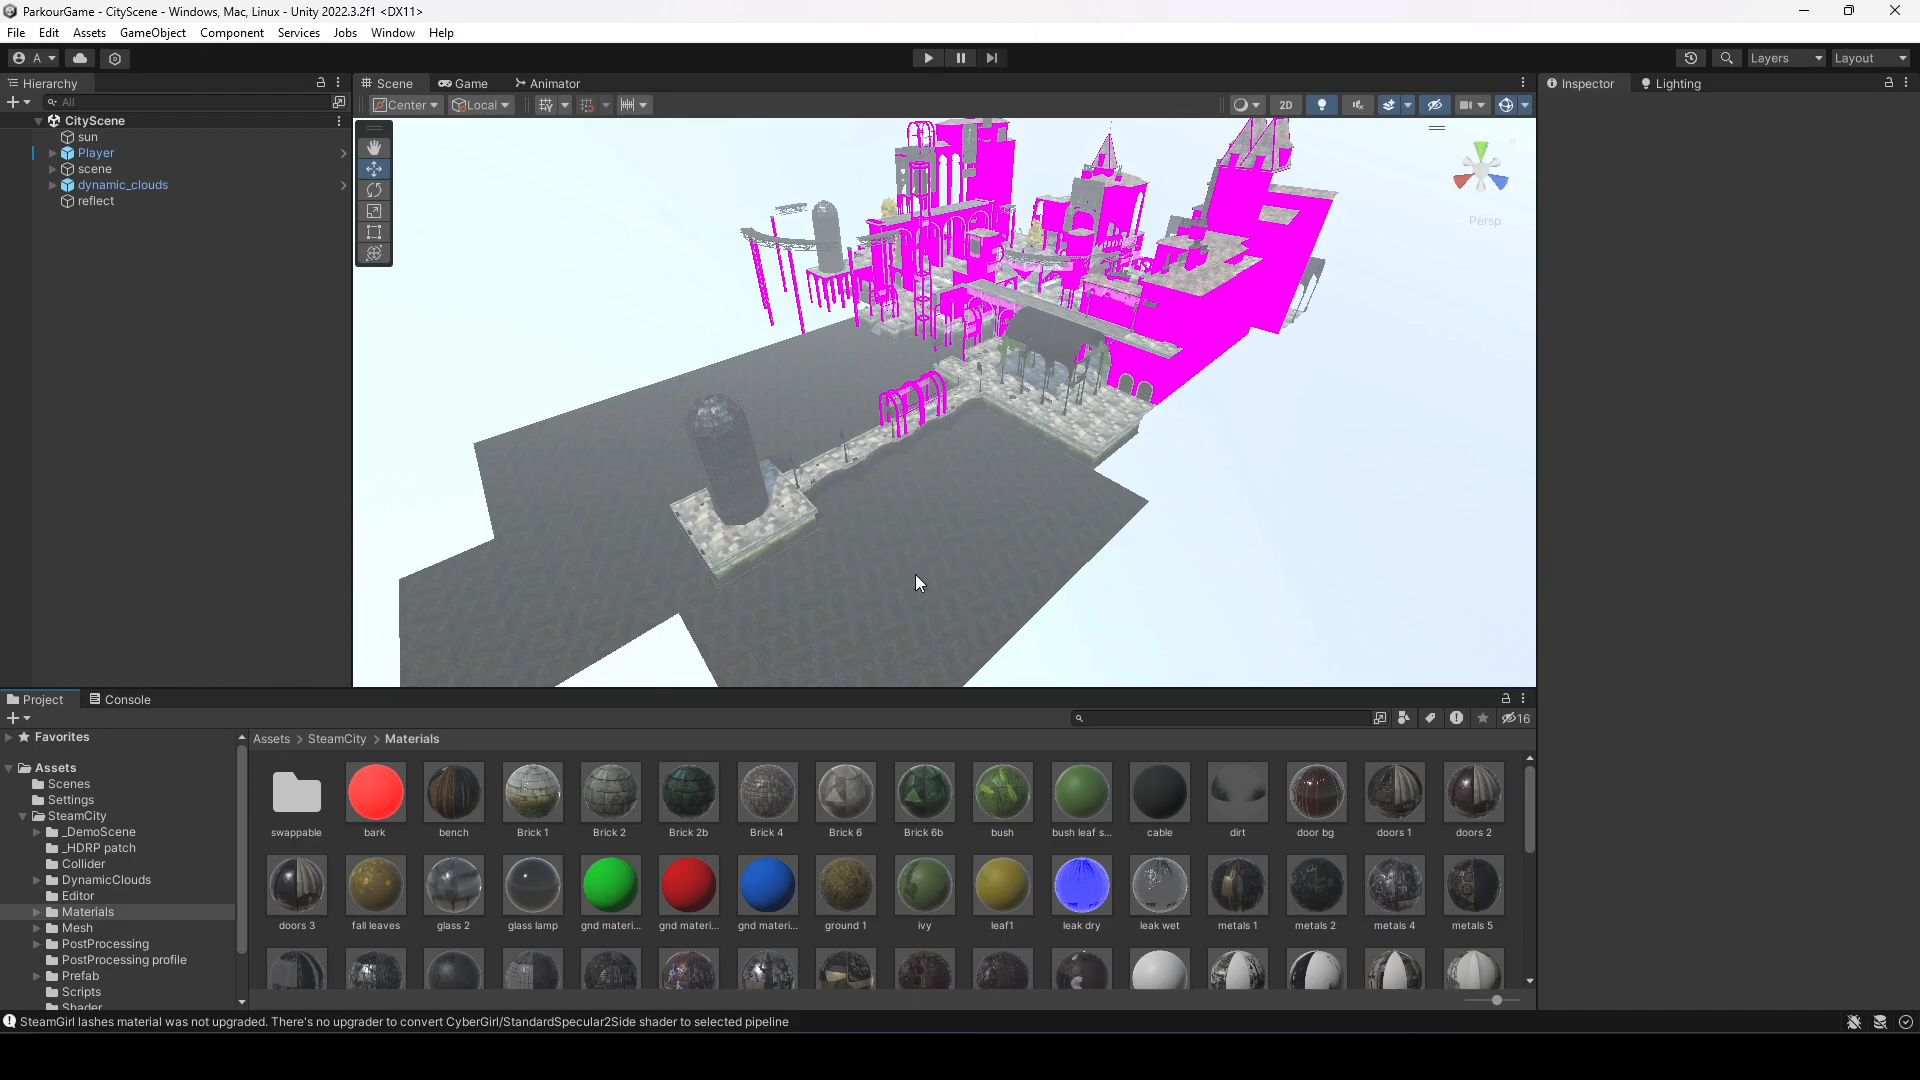 ParkourGame - CityScene - Windows, Mac, Linux - Unity 2022.3.2f1 <DX11>
File Edit Assets GameObject Component Services Jobs Window Help
A Layers Layout
Hierarchy Scene Game Animator Inspector Lighting
All Center Local 2D
CityScene
sun
Player
scene
dynamic_clouds
reflect
Persp
Project Console
16
Favorites
Assets > SteamCity > Materials
Assets
Scenes
Settings
SteamCity
_DemoScene
_HDRP patch
Collider
DynamicClouds
Editor
Materials
Mesh
PostProcessing
PostProcessing profile
Prefab
Scripts
Shader
swappable bark bench Brick 1 Brick 2 Brick 2b Brick 4 Brick 6 Brick 6b bush bush leaf s... cable dirt door bg doors 1 doors 2
doors 3 fall leaves glass 2 glass lamp gnd materi... gnd materi... gnd materi... ground 1 ivy leaf1 leak dry leak wet metals 1 metals 2 metals 4 metals 5
SteamGirl lashes material was not upgraded. There's no upgrader to convert CyberGirl/StandardSpecular2Side shader to selected pipeline